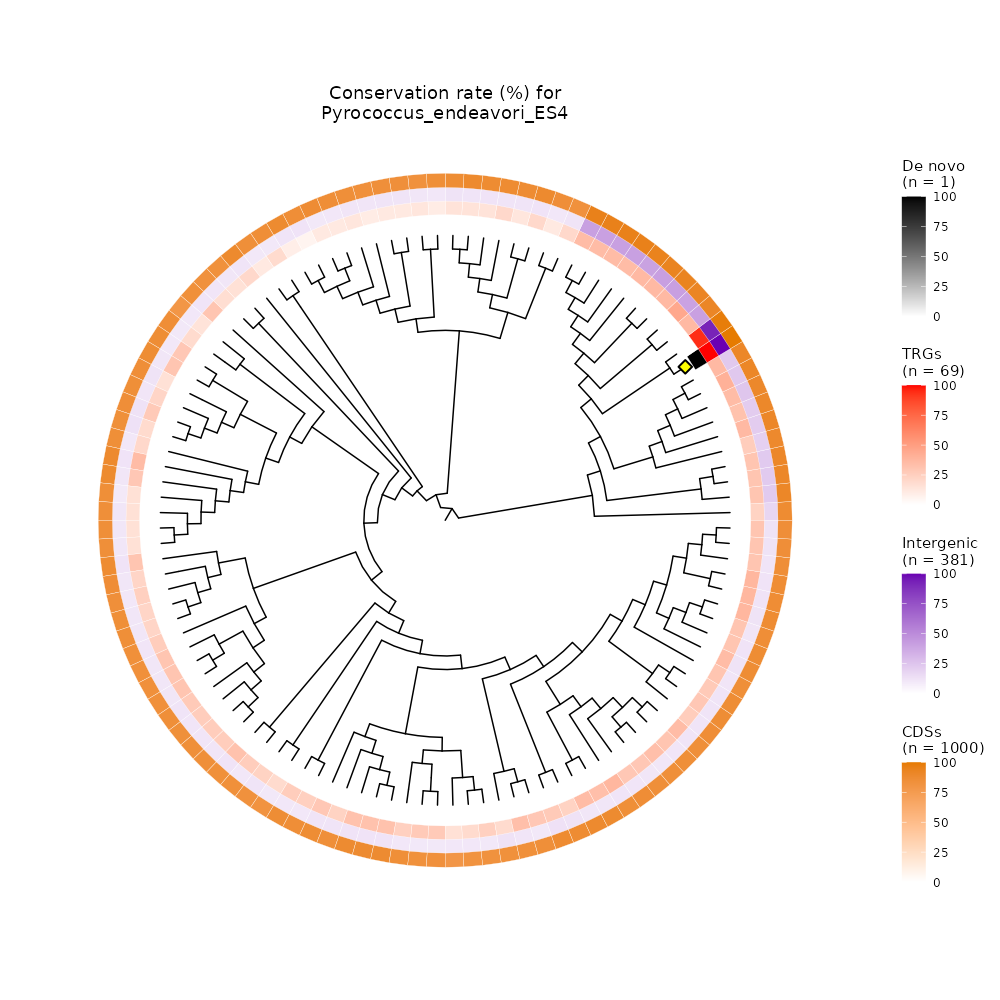 Conservation rate (%) for
Pyrococcus_endeavori_ES4
De novo
(n = 1)
100
75
50
25
0
TRGs
(n = 69)
100
75
50
25
0
Intergenic
(n = 381)
100
75
50
25
0
CDSs
(n = 1000)
100
75
50
25
0